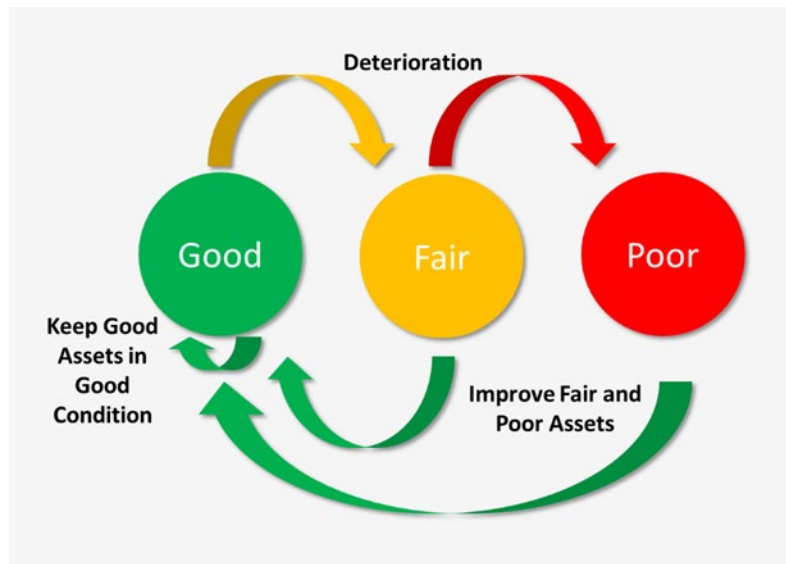 Deterioration
Good
Fair
Poor
Keep Good
Assets in
Good
Condition
Improve Fair and
Poor Assets